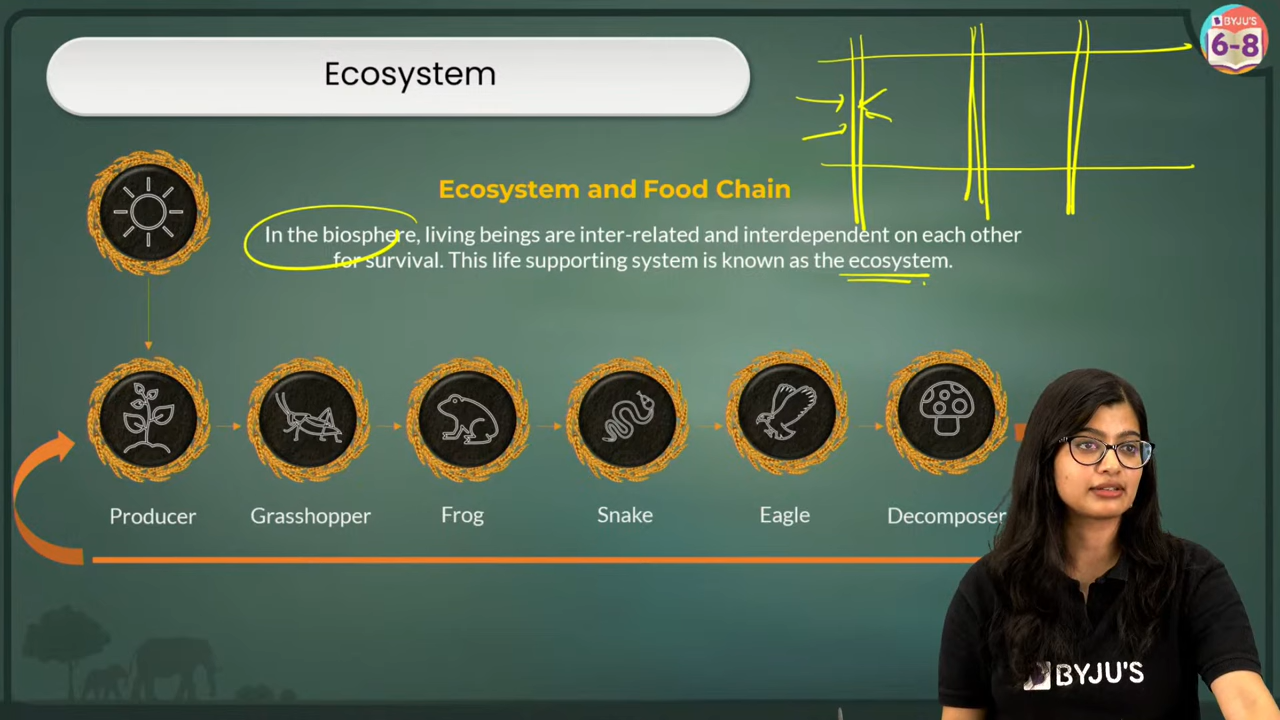 Ecosystem
BYJU'S
6-8
Ecosystem and Food Chain
In the biosphere, living beings are inter-related and interdependent on each other
for survival. This life supporting system is known as the ecosystem.
Producer
Grasshopper
Frog
Snake
Eagle
Decomposer
BYJU'S